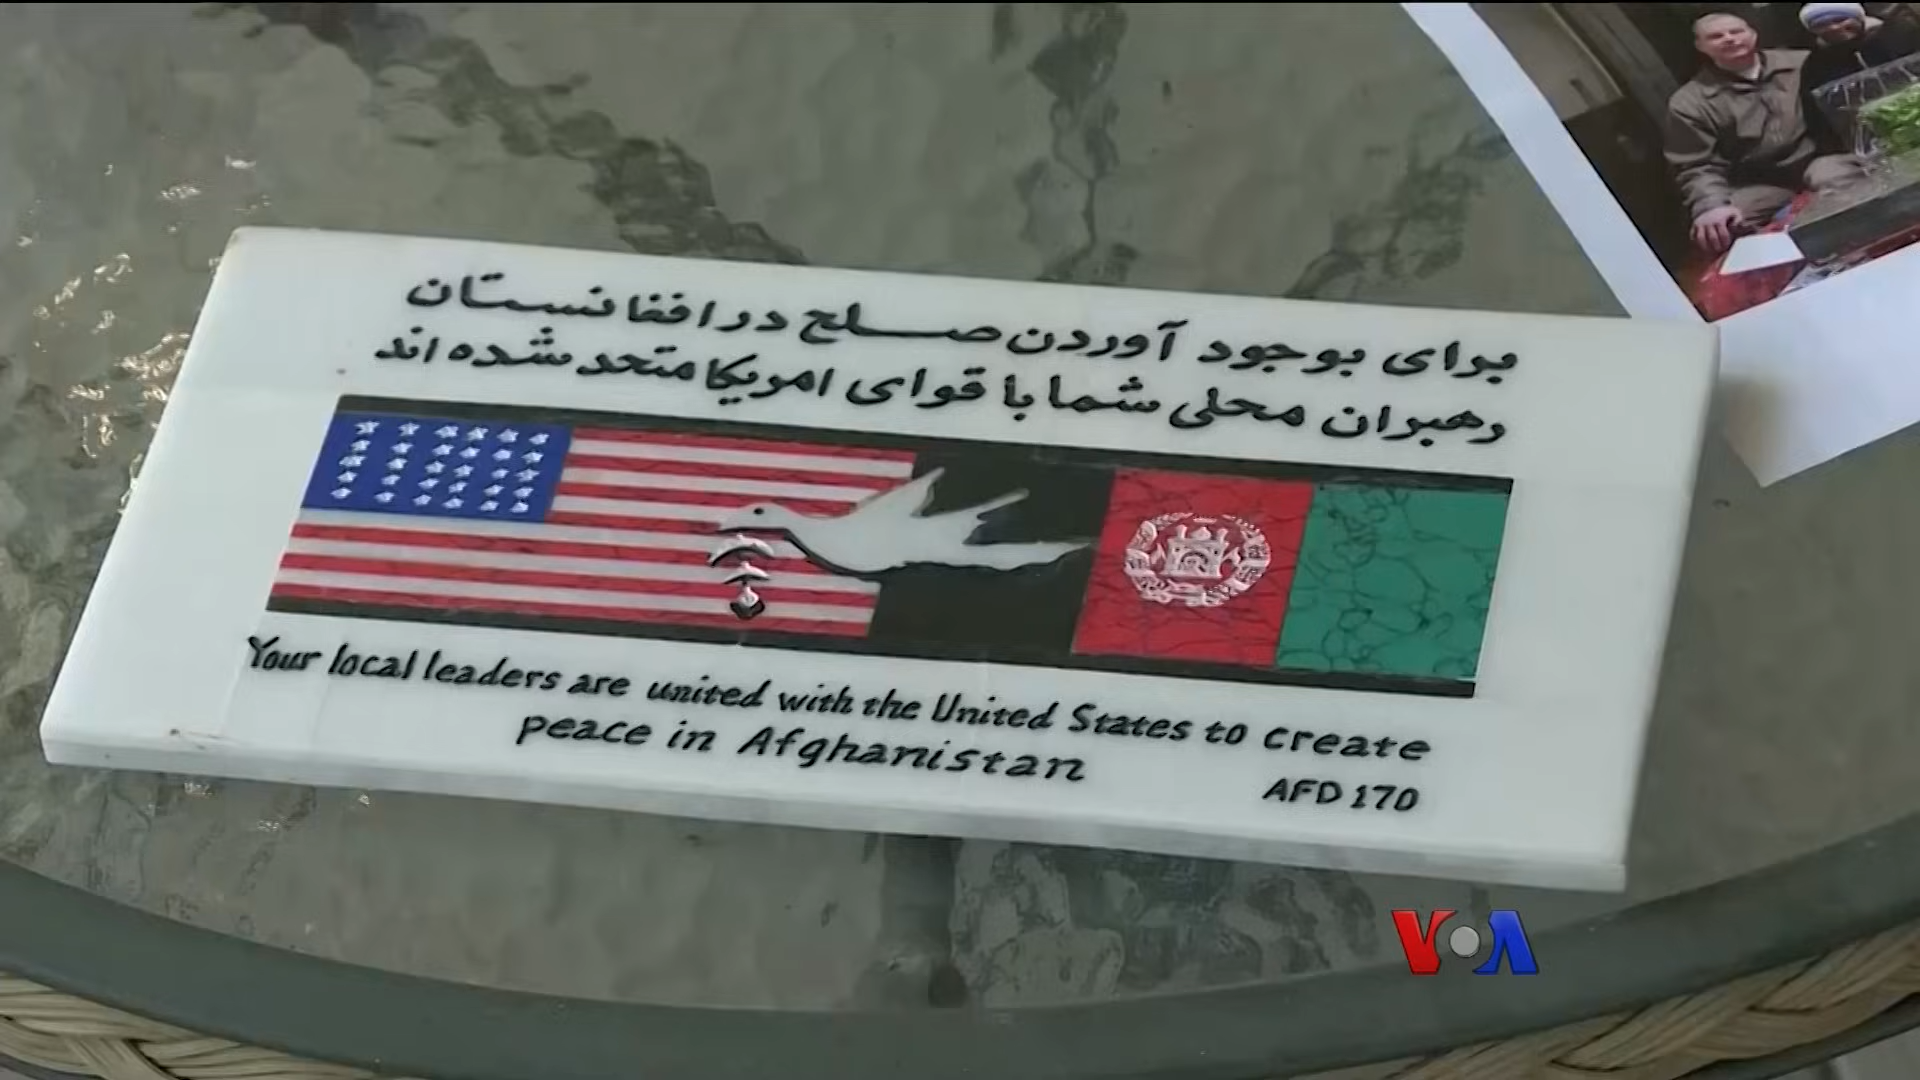 برای بوجود آوردن صلح در افغانستان
رهبران محلی شما با قوای امریکا متحد شده اند
Your local leaders are united with the United States to create
peace in Afghanistan
AFD 170
VOA